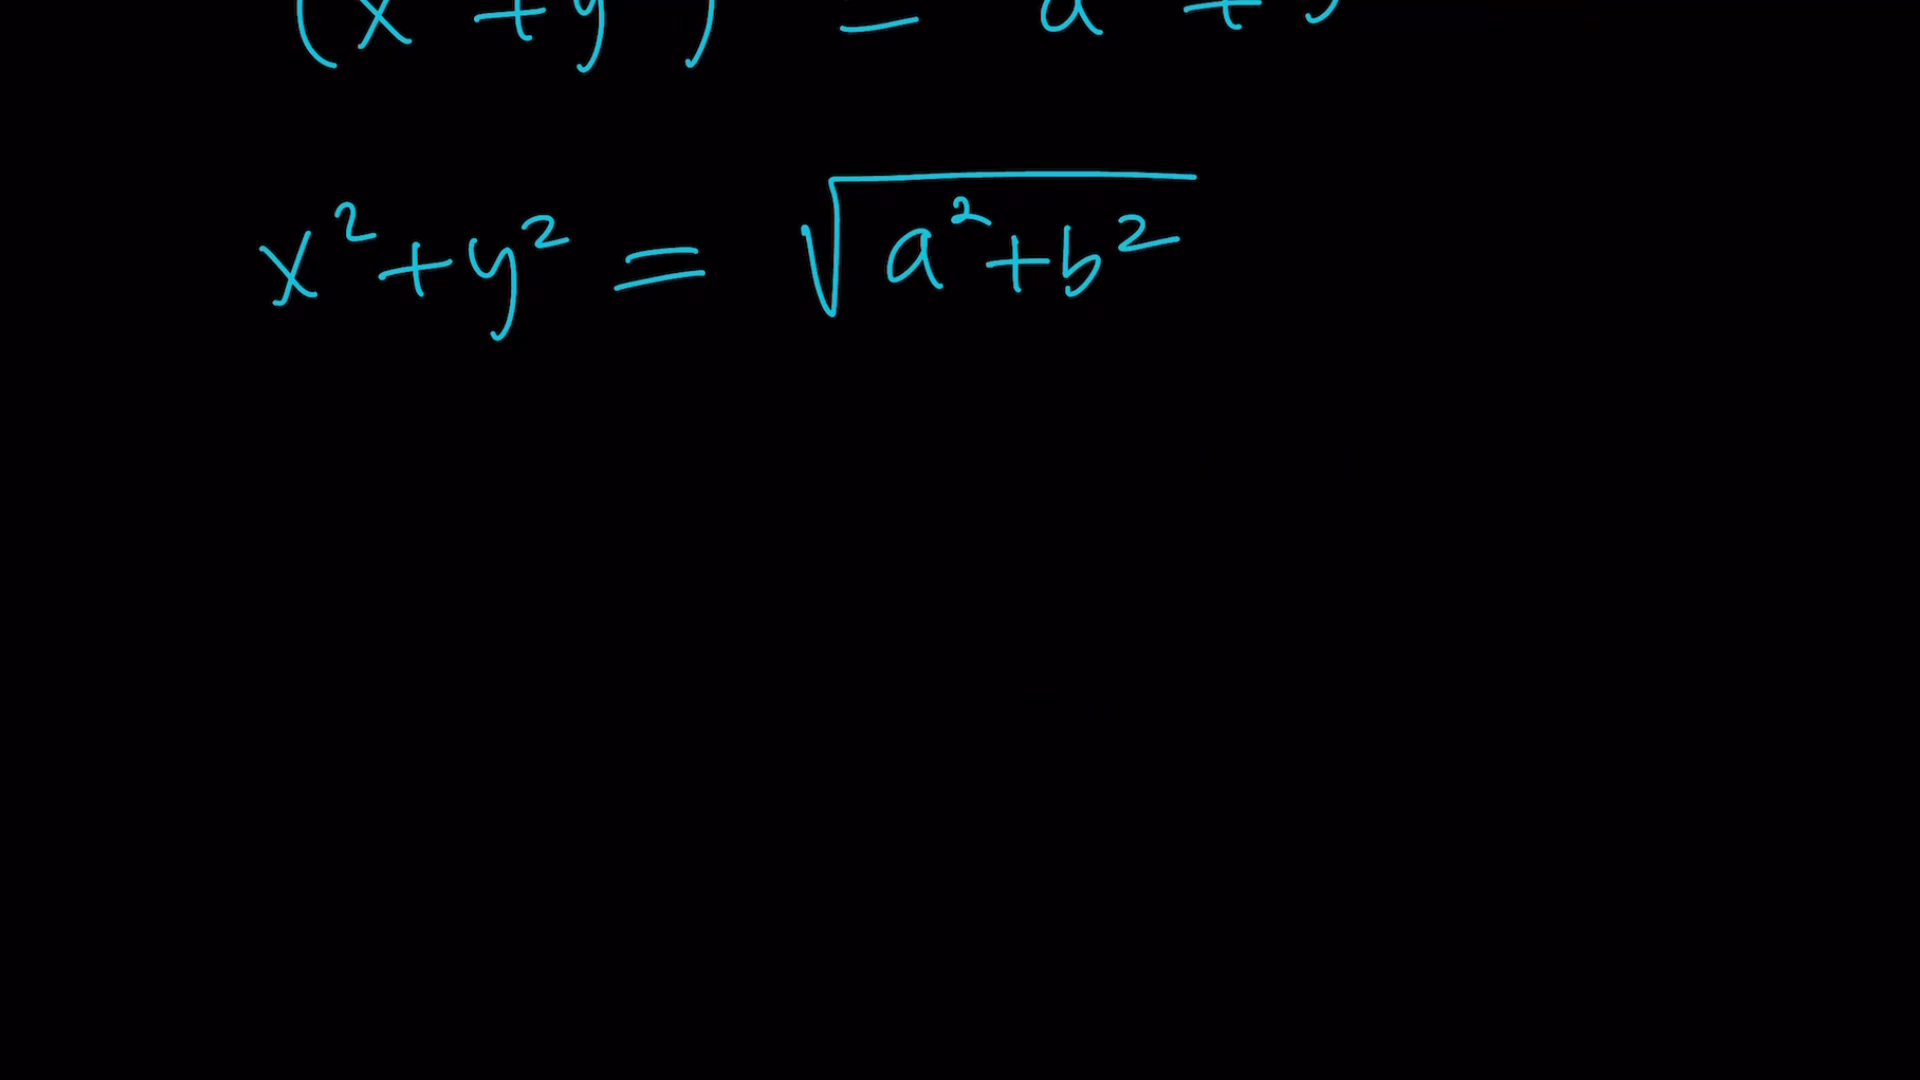 (x + y ) = a +
x² + y² = √(a² + b²)